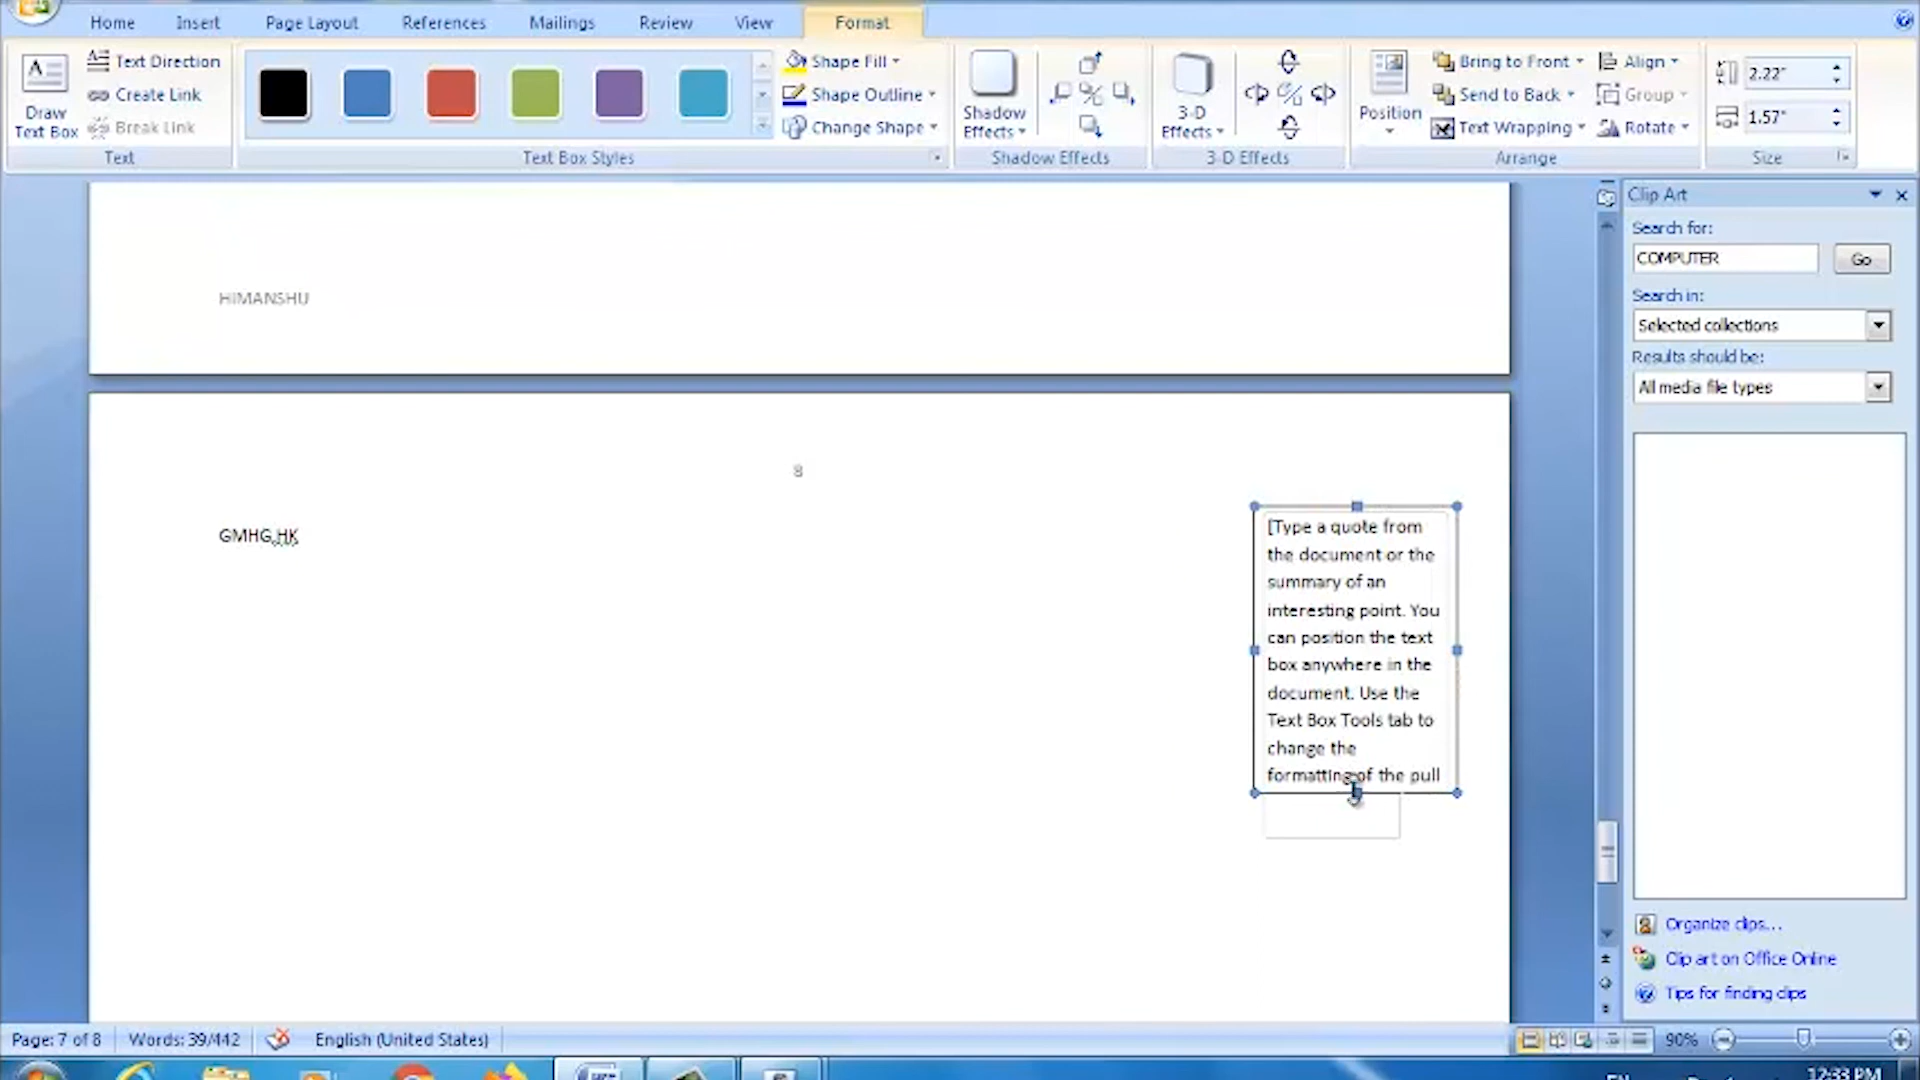 Home Insert Page Layout References Mailings Review View Format
Draw Text Box
Text Direction
Create Link
Break Link
Text
Text Box Styles
Shape Fill
Shape Outline
Change Shape
Shadow Effects
Shadow Effects
3-D Effects
3-D Effects
Position
Bring to Front
Send to Back
Text Wrapping
Align
Group
Rotate
Arrange
2.22"
1.57"
Size
HIMANSHU
8
GMHG HK
[Type a quote from
the document or the
summary of an
interesting point. You
can position the text
box anywhere in the
document. Use the
Text Box Tools tab to
change the
formatting of the pull
Clip Art
Search for:
COMPUTER
Go
Search in:
Selected collections
Results should be:
All media file types
Organize clips...
Clip art on Office Online
Tips for finding clips
Page: 7 of 8 Words: 39/442 English (United States) 90%
12:33 PM